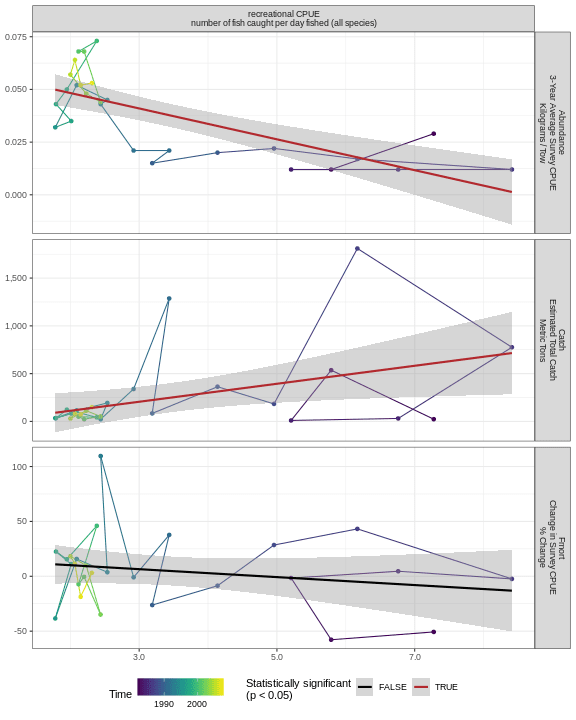 recreational CPUE
number of fish caught per day fished (all species)
0.075
0.050
0.025
0.000
Abundance
3-Year Average Survey CPUE
Kilograms / Tow
1,500
1,000
500
0
Catch
Estimated Total Catch
Metric Tons
100
50
0
-50
Fmort
Change in Survey CPUE
% Change
3.0 5.0 7.0
Time
1990 2000
Statistically significant
(p < 0.05)
FALSE TRUE